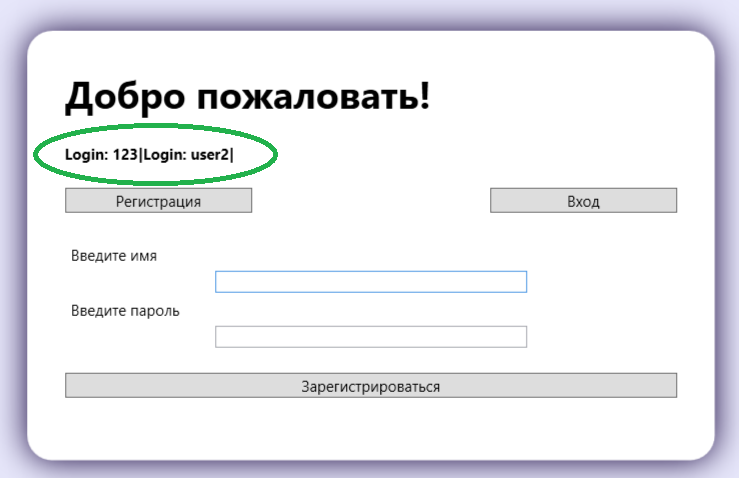 Добро пожаловать!
Login: 123|Login: user2|
Регистрация
Вход
Введите имя
Введите пароль
Зарегистрироваться